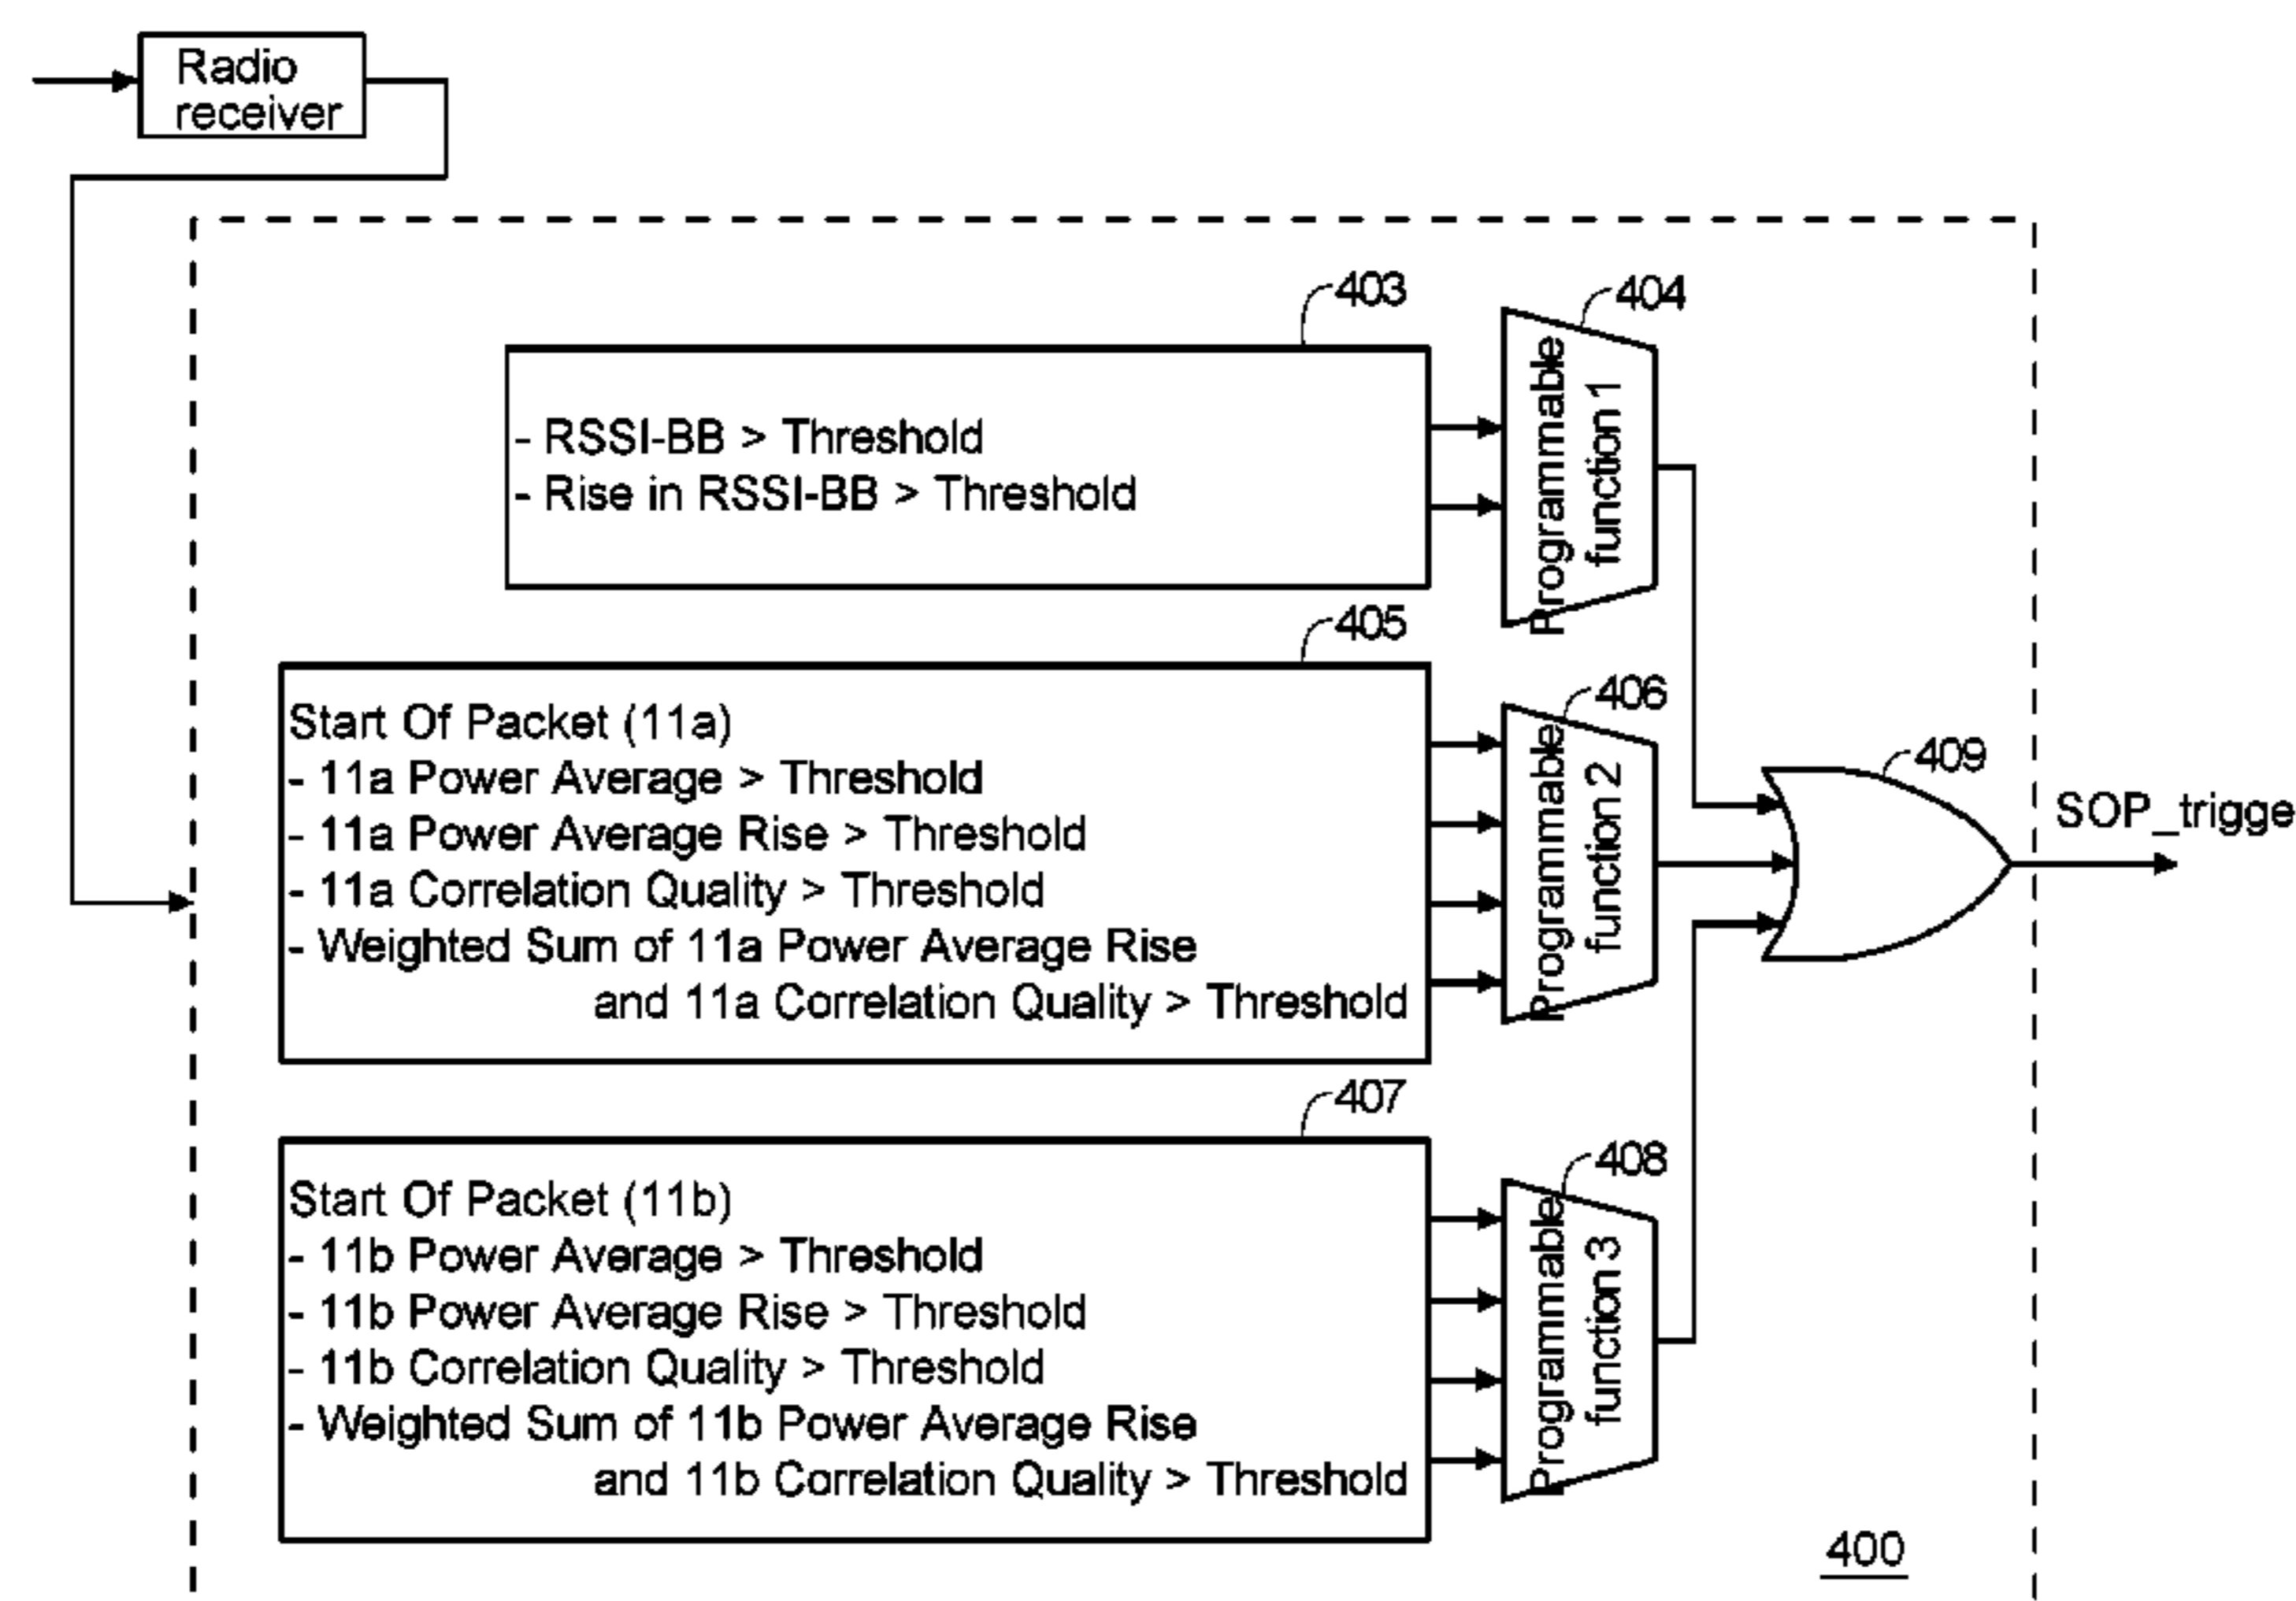 Radio
receiver
403
404
- RSSI-BB > Threshold
- Rise in RSSI-BB > Threshold
Programmable
function 1
405
406
Start Of Packet (11a)
- 11a Power Average > Threshold
- 11a Power Average Rise > Threshold
- 11a Correlation Quality > Threshold
- Weighted Sum of 11a Power Average Rise
and 11a Correlation Quality > Threshold
Programmable
function 2
409
SOP_trigge
407
408
Start Of Packet (11b)
- 11b Power Average > Threshold
- 11b Power Average Rise > Threshold
- 11b Correlation Quality > Threshold
- Weighted Sum of 11b Power Average Rise
and 11b Correlation Quality > Threshold
Programmable
function 3
400